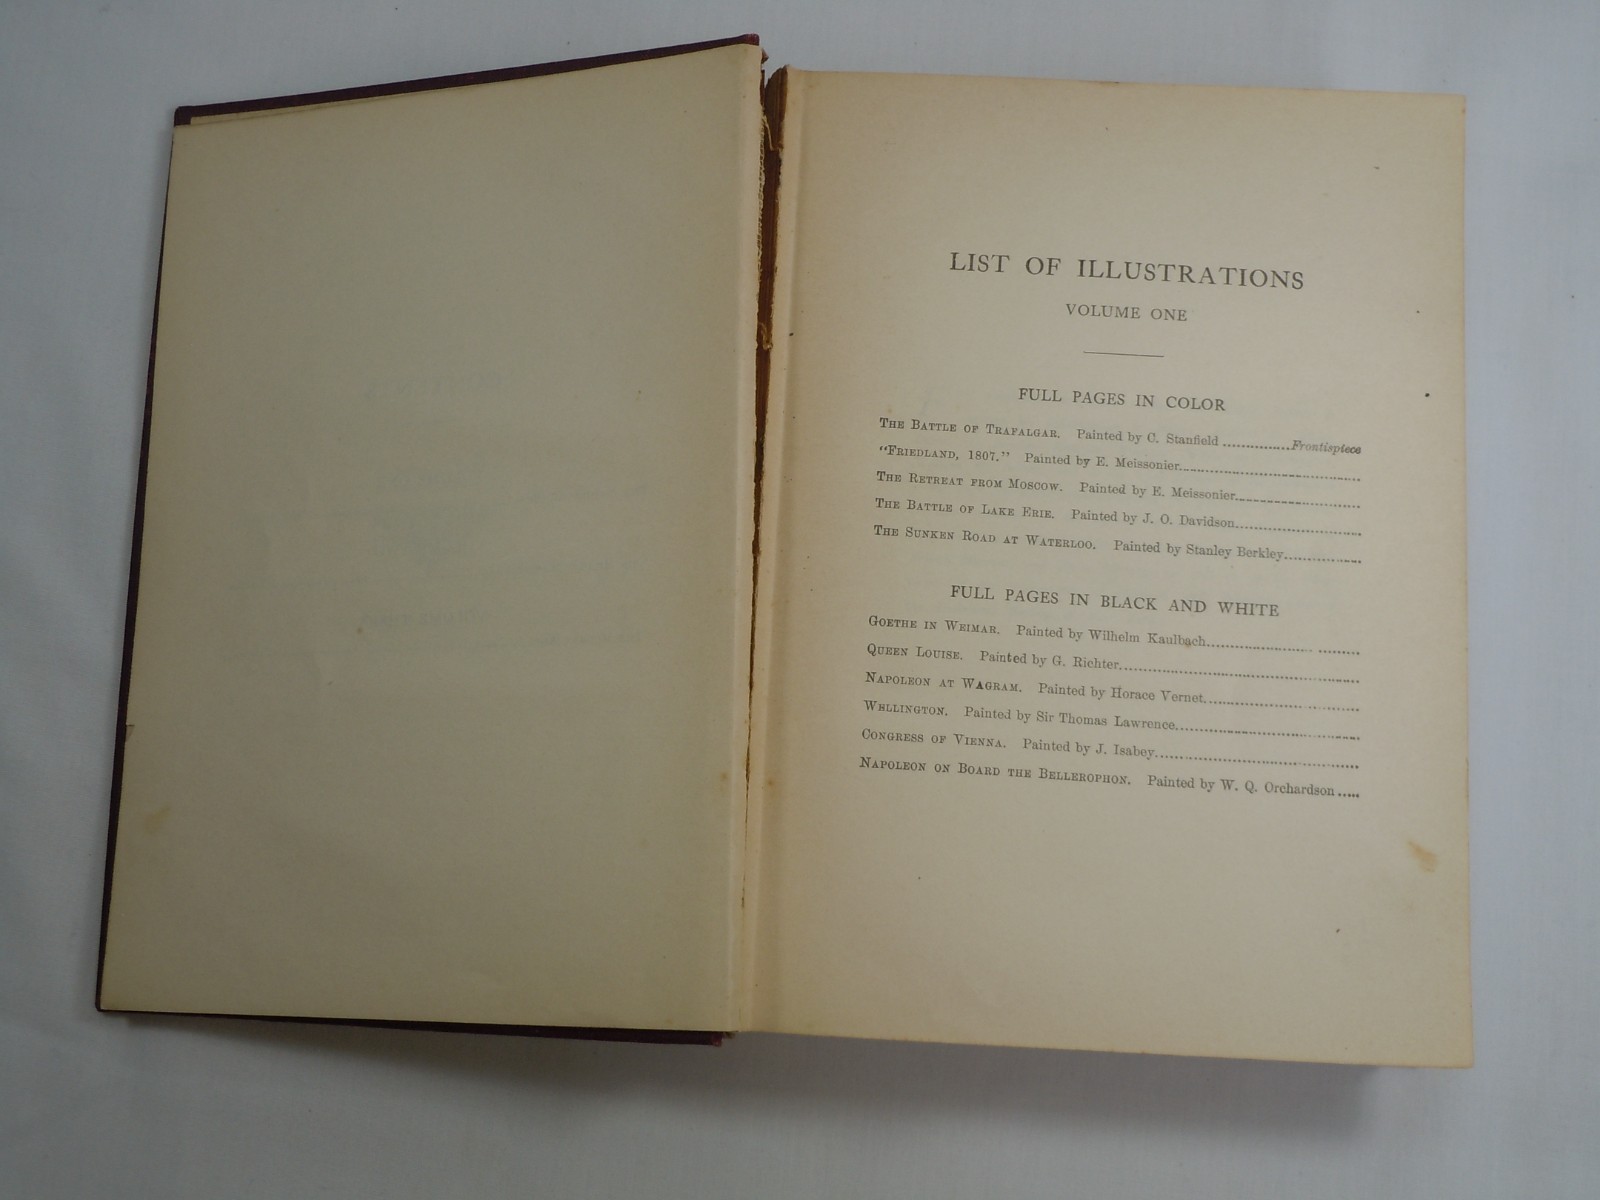 LIST OF ILLUSTRATIONS
VOLUME ONE
FULL PAGES IN COLOR
THE BATTLE OF TRAFALGAR. Painted by C. Stanfield ..............Frontispiece
"FRIEDLAND, 1807." Painted by E. Meissonier........................................
THE RETREAT FROM MOSCOW. Painted by E. Meissonier............................
THE BATTLE OF LAKE ERIE. Painted by J. O. Davidson............................
THE SUNKEN ROAD AT WATERLOO. Painted by Stanley Berkley.................
FULL PAGES IN BLACK AND WHITE
GOETHE IN WEIMAR. Painted by Wilhelm Kaulbach........................ .........
QUEEN LOUISE. Painted by G. Richter......................................................
NAPOLEON AT WAGRAM. Painted by Horace Vernet....................................
WELLINGTON. Painted by Sir Thomas Lawrence.........................................
CONGRESS OF VIENNA. Painted by J. Isabey..............................................
NAPOLEON ON BOARD THE BELLEROPHON. Painted by W. Q. Orchardson .....